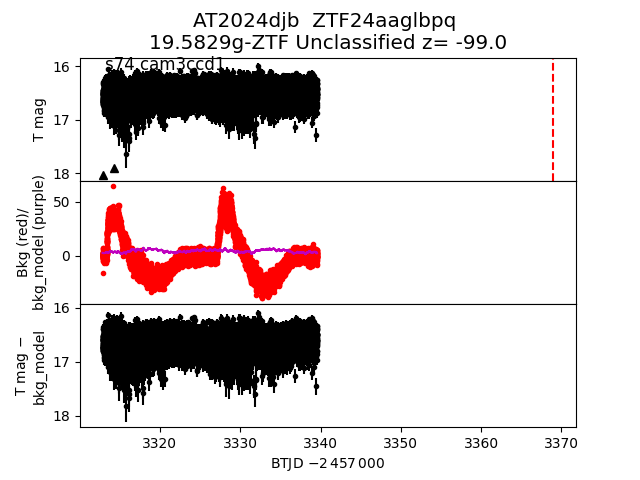 AT2024djb ZTF24aaglbpq
19.5829g-ZTF Unclassified z= -99.0
s74 cam3ccd1
16
17
18
T mag
50
0
Bkg (red)/
bkg_model (purple)
16
17
18
T mag −
bkg_model
3320 3330 3340 3350 3360 3370
BTJD −2 457 000